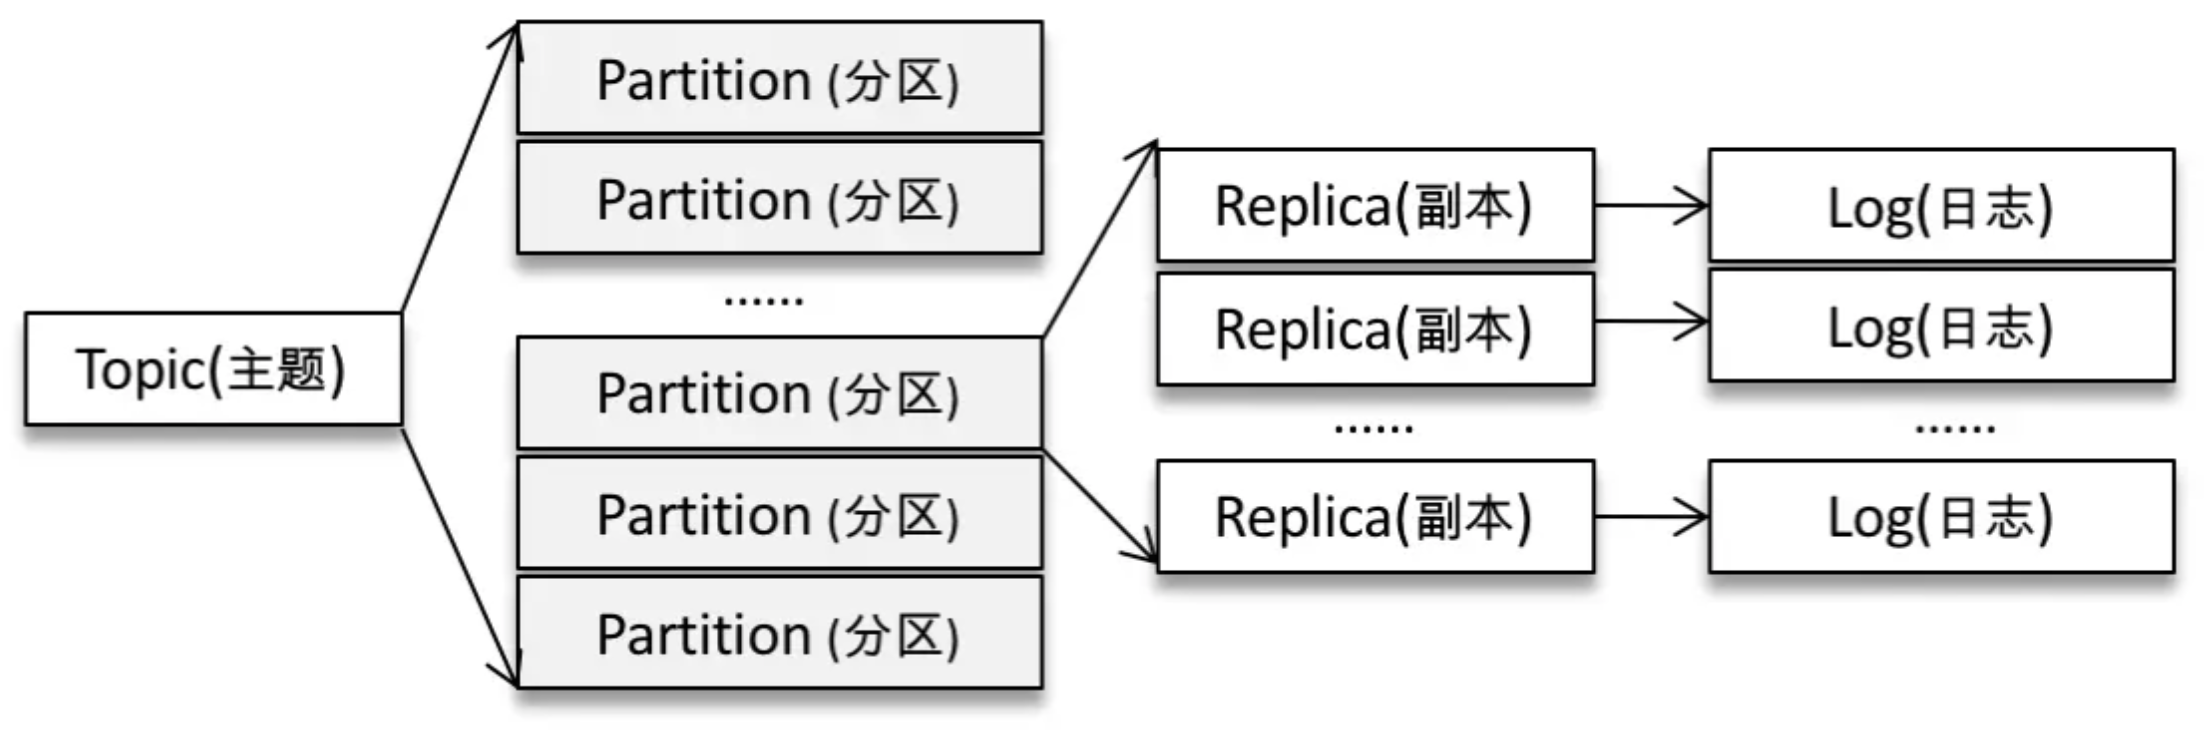 Topic(主题)
Partition (分区)
Partition (分区)
......
Partition (分区)
Partition (分区)
Partition (分区)
Replica(副本)
Replica(副本)
......
Replica(副本)
Log(日志)
Log(日志)
......
Log(日志)